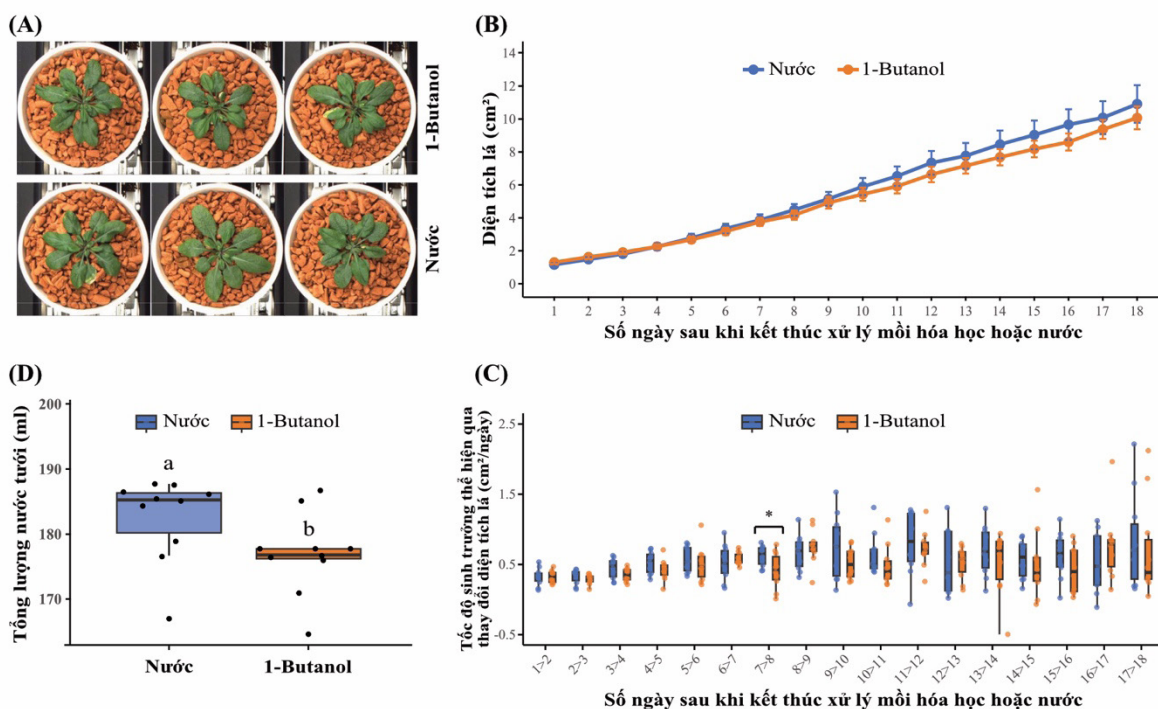 (A)
1-Butanol
Nước
(B)
Diện tích lá (cm²)
14
12
10
8
6
4
2
0
Nước
1-Butanol
1 2 3 4 5 6 7 8 9 10 11 12 13 14 15 16 17 18
Số ngày sau khi kết thúc xử lý mồi hóa học hoặc nước
(D)
Tổng lượng nước tưới (ml)
200
190
180
170
Nước
1-Butanol
a
b
Nước
1-Butanol
(C)
Tốc độ sinh trưởng thể hiện qua
thay đổi diện tích lá (cm²/ngày)
2.5
1.5
0.5
-0.5
Nước
1-Butanol
*
1>2 2>3 3>4 4>5 5>6 6>7 7>8 8>9 9>10 10>11 11>12 12>13 13>14 14>15 15>16 16>17 17>18
Số ngày sau khi kết thúc xử lý mồi hóa học hoặc nước